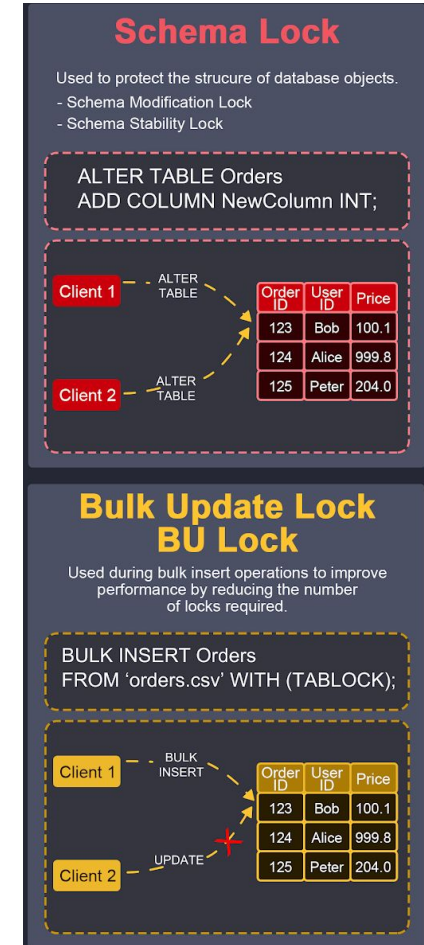 Schema Lock
Used to protect the strucure of database objects.
- Schema Modification Lock
- Schema Stability Lock
ALTER TABLE Orders
ADD COLUMN NewColumn INT;
Client 1
ALTER
TABLE
Client 2
ALTER
TABLE
Order ID User ID Price
123 Bob 100.1
124 Alice 999.8
125 Peter 204.0
Bulk Update Lock
BU Lock
Used during bulk insert operations to improve
performance by reducing the number
of locks required.
BULK INSERT Orders
FROM ‘orders.csv’ WITH (TABLOCK);
Client 1
BULK
INSERT
Client 2
UPDATE
Order ID User ID Price
123 Bob 100.1
124 Alice 999.8
125 Peter 204.0